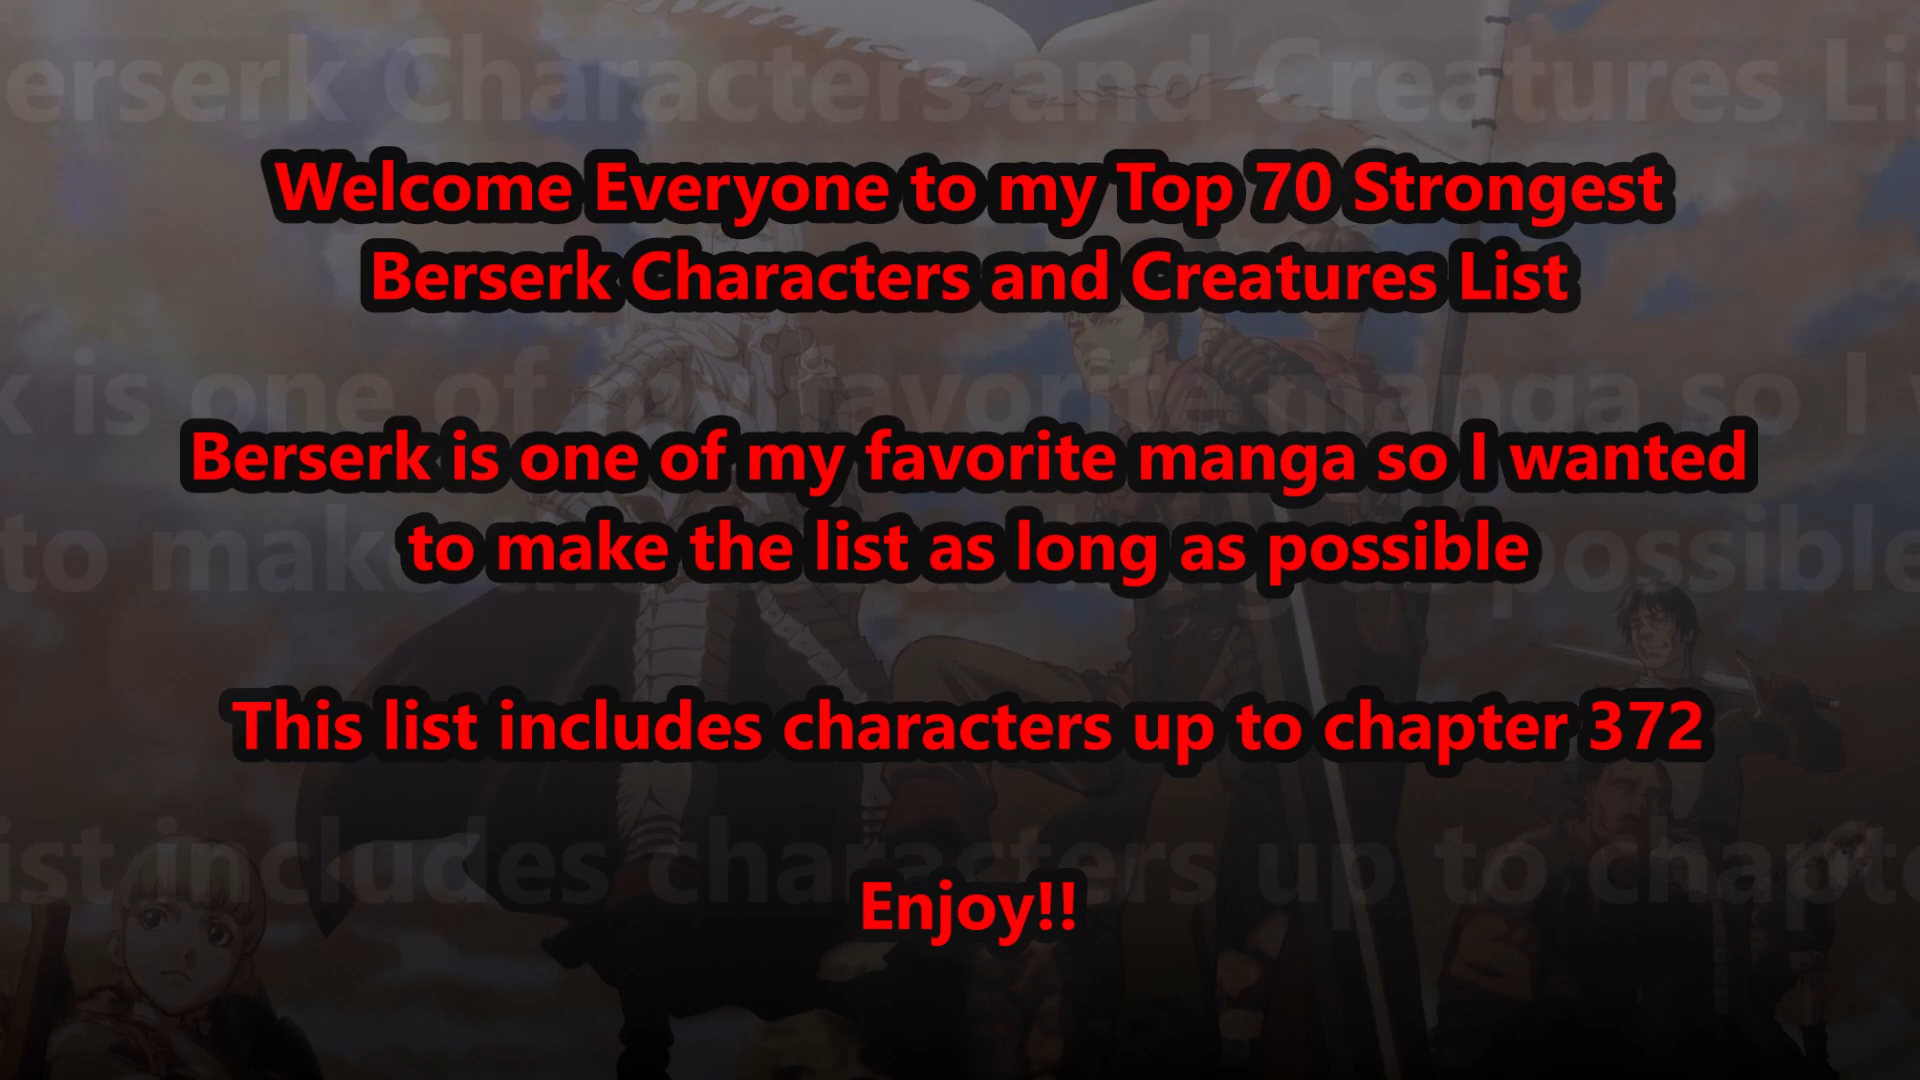 Welcome Everyone to my Top 70 Strongest
Berserk Characters and Creatures List
Berserk is one of my favorite manga so I wanted
to make the list as long as possible
This list includes characters up to chapter 372
Enjoy!!